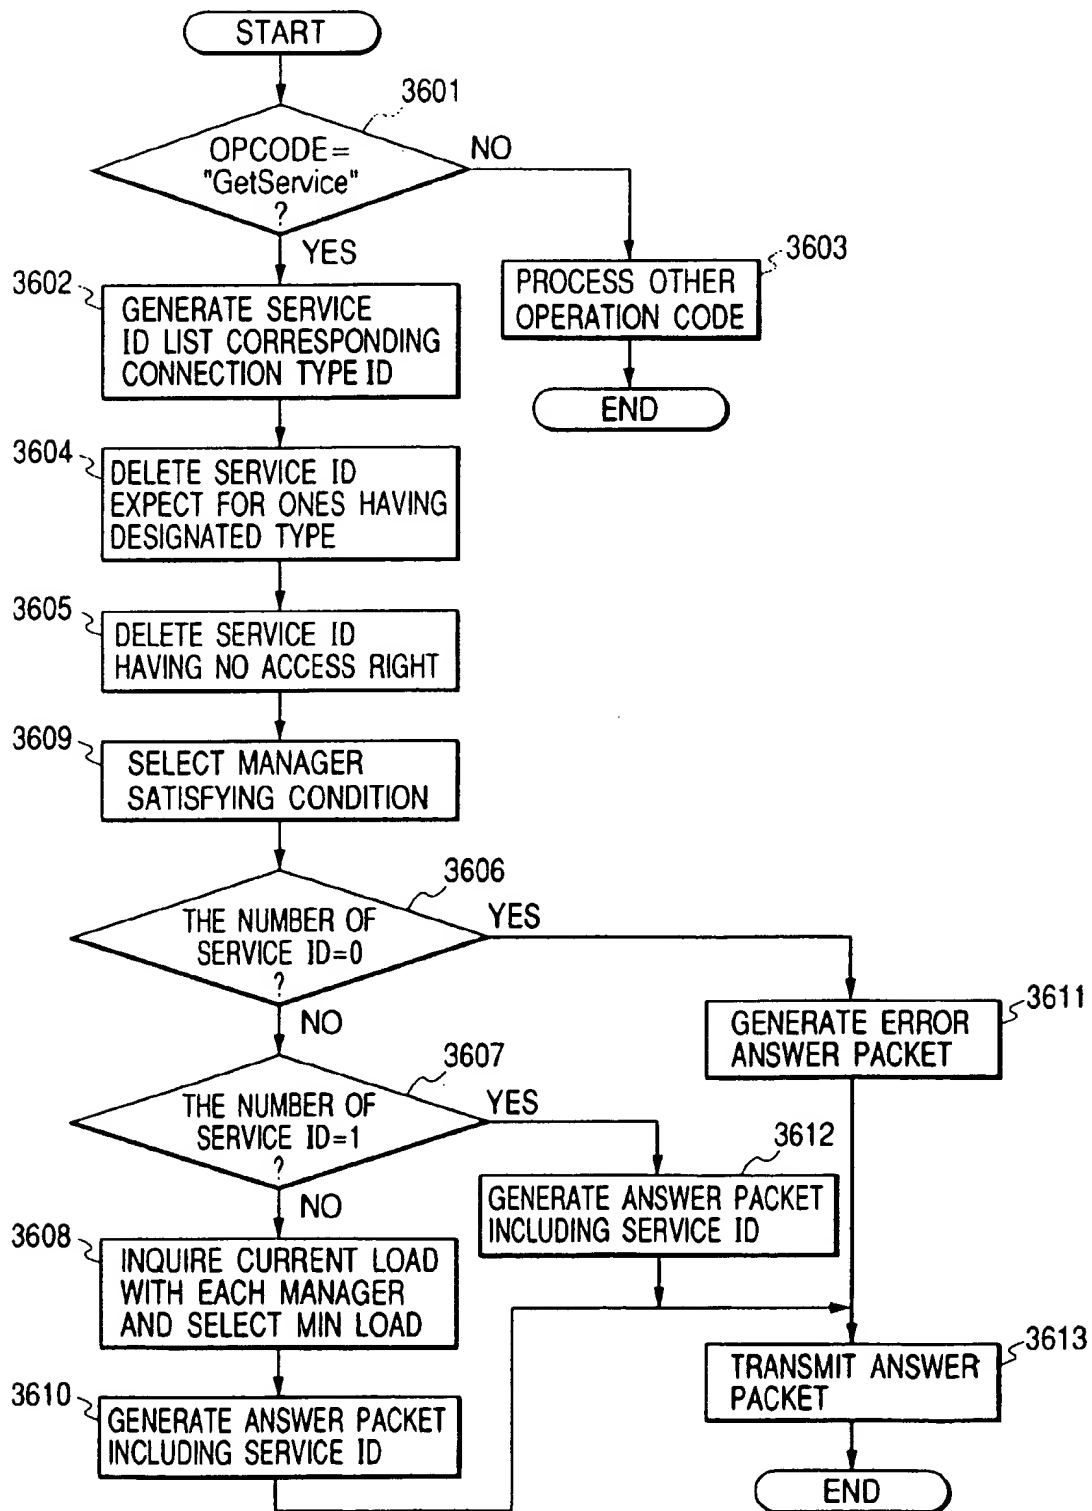 START
3601
OPCODE=
"GetService"
?
NO
YES
3602
GENERATE SERVICE
ID LIST CORRESPONDING
CONNECTION TYPE ID
3603
PROCESS OTHER
OPERATION CODE
END
3604
DELETE SERVICE ID
EXPECT FOR ONES HAVING
DESIGNATED TYPE
3605
DELETE SERVICE ID
HAVING NO ACCESS RIGHT
3609
SELECT MANAGER
SATISFYING CONDITION
3606
THE NUMBER OF
SERVICE ID=0
?
YES
NO
3611
GENERATE ERROR
ANSWER PACKET
3607
THE NUMBER OF
SERVICE ID=1
?
YES
NO
3612
GENERATE ANSWER PACKET
INCLUDING SERVICE ID
3608
INQUIRE CURRENT LOAD
WITH EACH MANAGER
AND SELECT MIN LOAD
3613
TRANSMIT ANSWER
PACKET
3610
GENERATE ANSWER PACKET
INCLUDING SERVICE ID
END